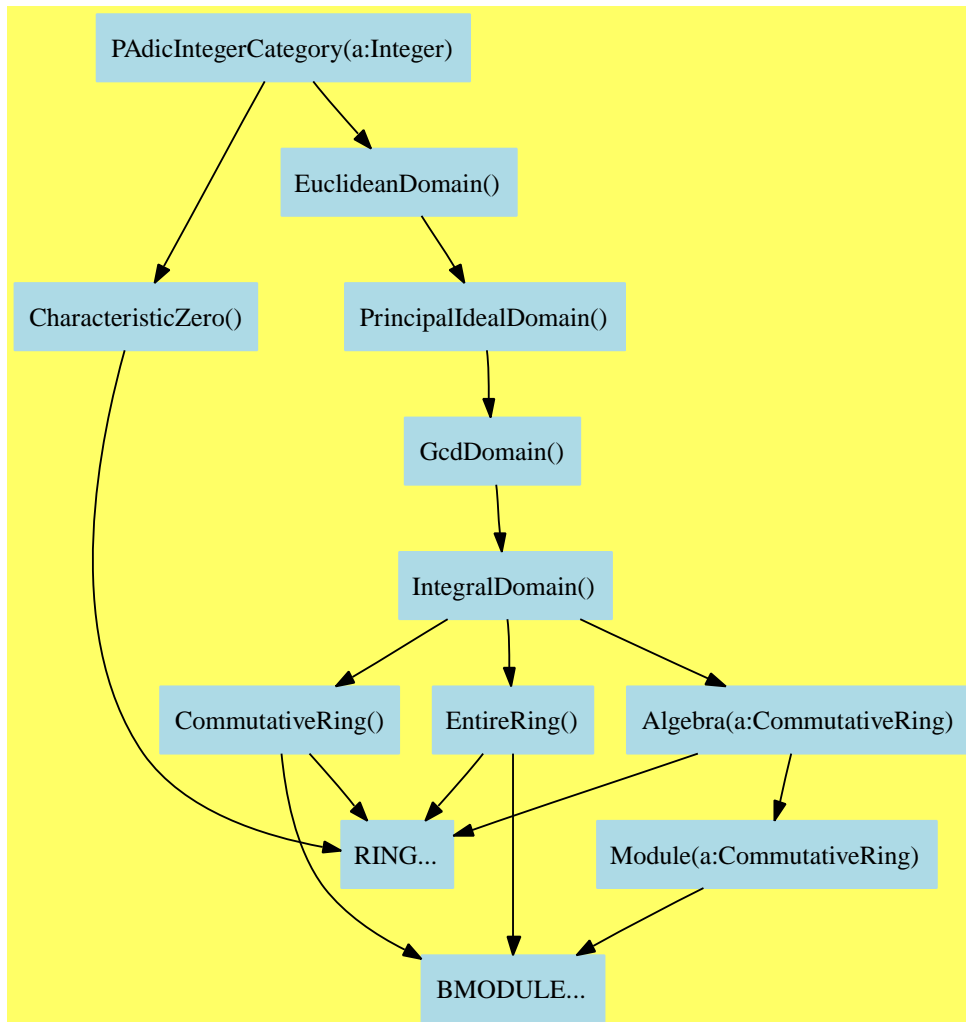 PAdicIntegerCategory(a:Integer)
EuclideanDomain()
CharacteristicZero()
PrincipalIdealDomain()
GcdDomain()
IntegralDomain()
CommutativeRing()
EntireRing()
Algebra(a:CommutativeRing)
RING...
Module(a:CommutativeRing)
BMODULE...